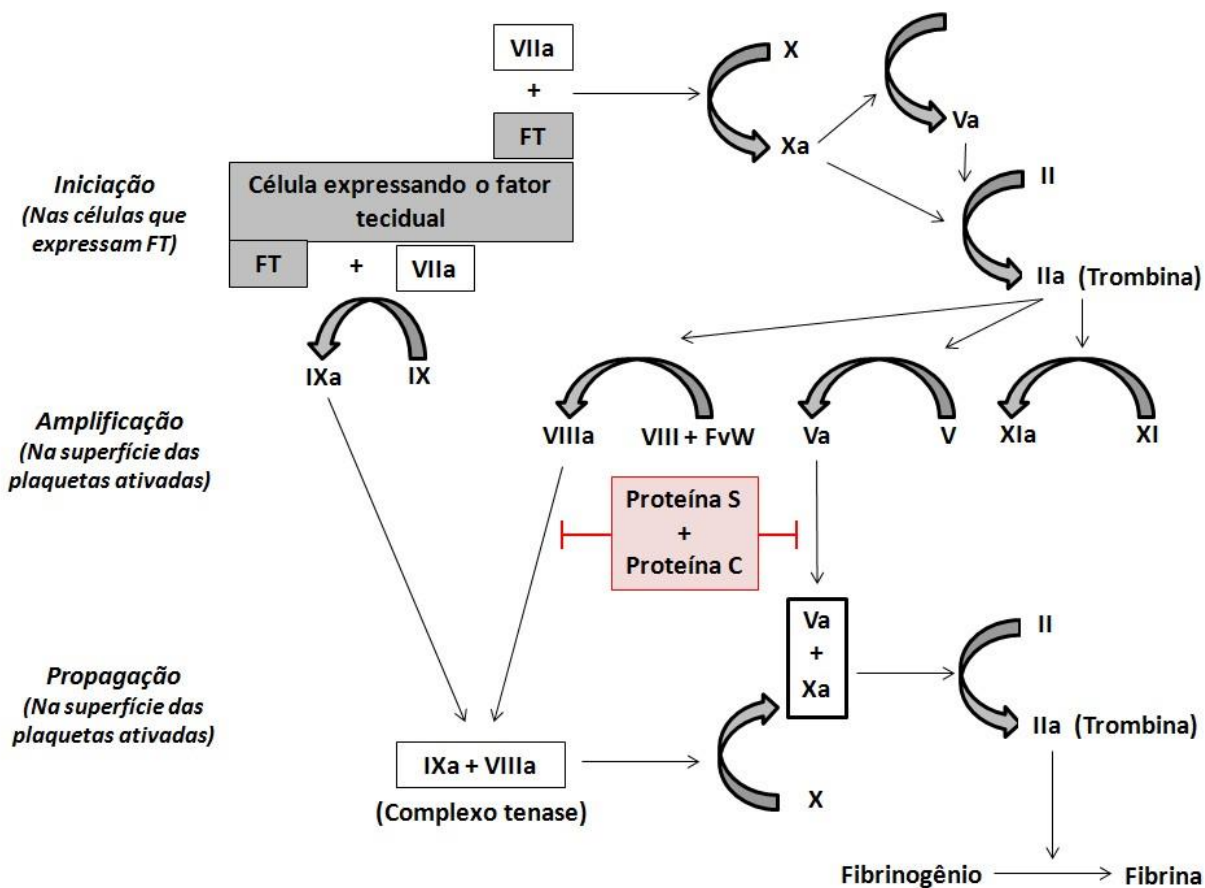 VIIa
+
FT
X
Xa
Va
II
IIa (Trombina)
Iniciação
(Nas células que
expressam FT)
Célula expressando o fator
tecidual
FT + VIIa
IXa IX
Amplificação
(Na superfície das
plaquetas ativadas)
VIIIa VIII + FvW Va V XIa XI
Proteína S
+
Proteína C
Propagação
(Na superfície das
plaquetas ativadas)
Va
+
Xa
II
IIa (Trombina)
IXa + VIIIa
(Complexo tenase)
X
Fibrinogênio Fibrina